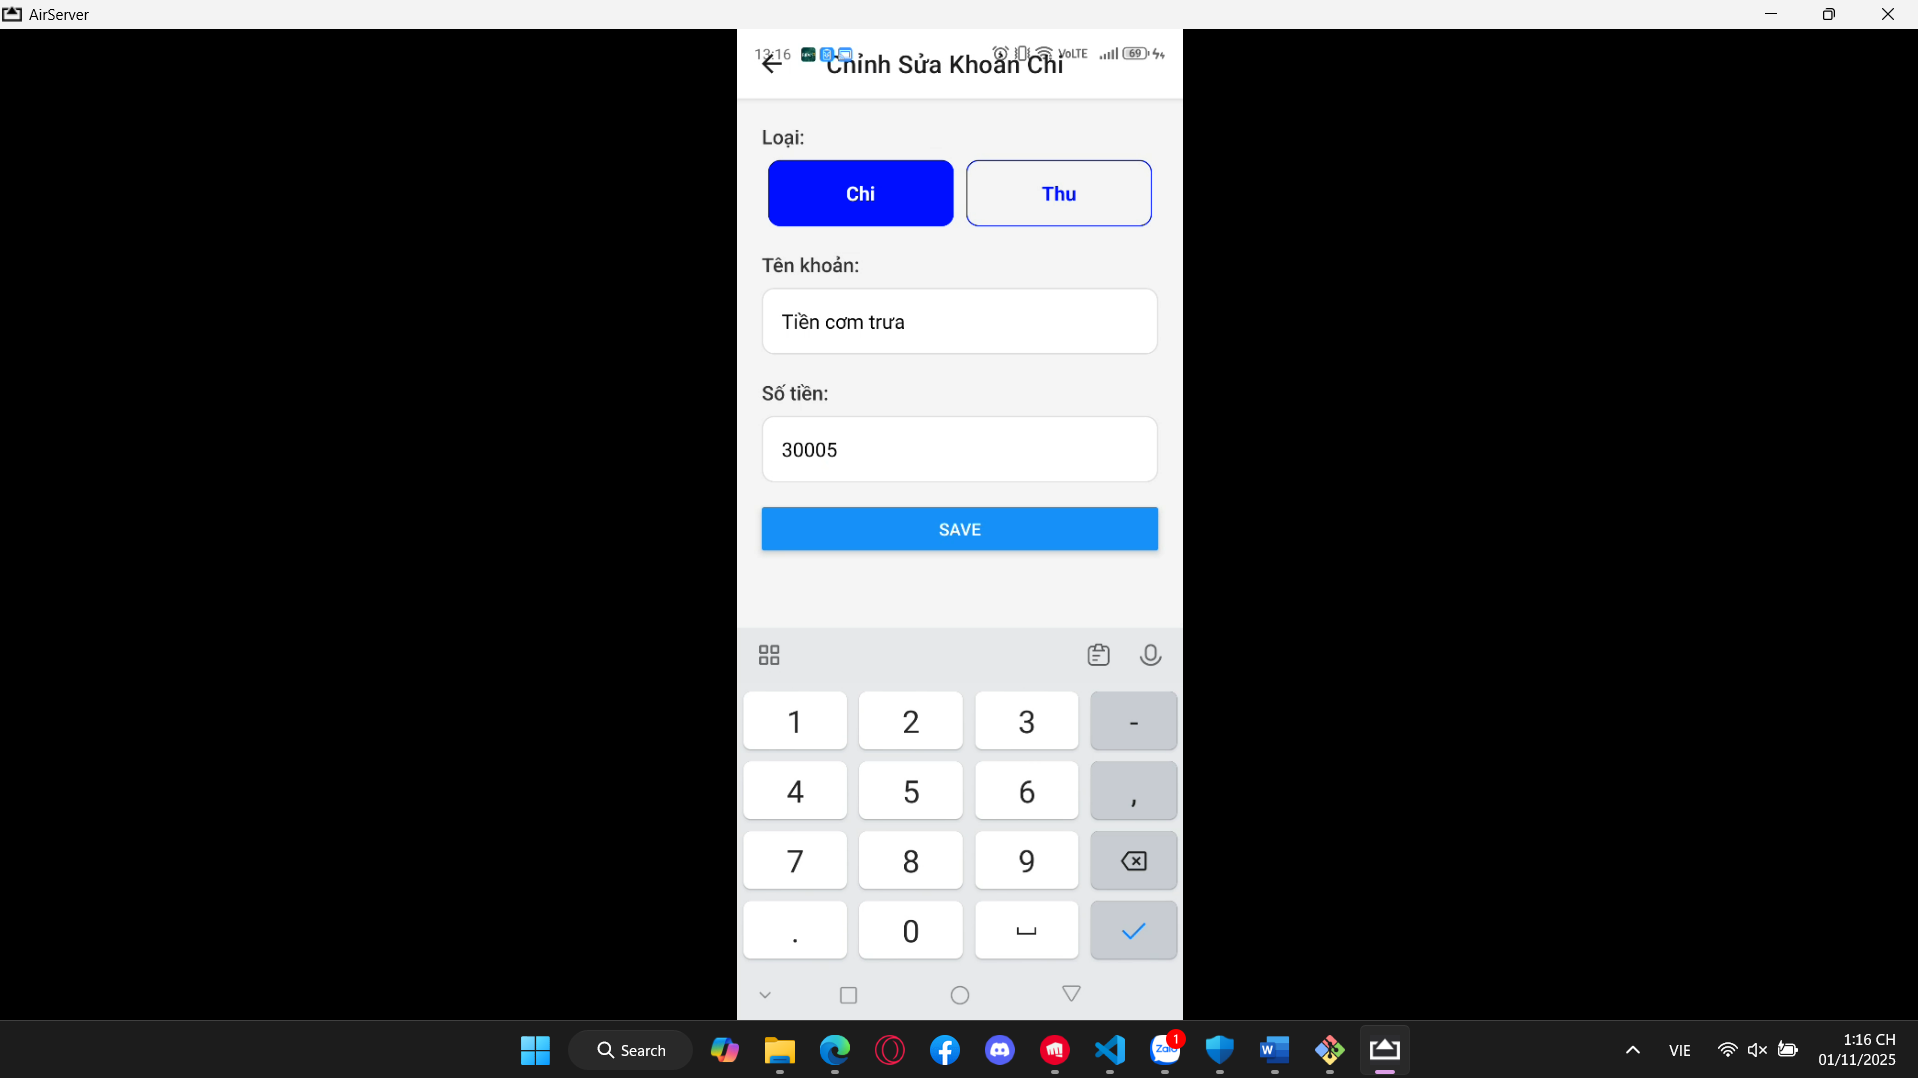 AirServer
13:16
VoLTE
69
Chỉnh Sửa Khoản Chi
Loại:
Chi
Thu
Tên khoản:
Tiền cơm trưa
Số tiền:
30005
SAVE
1
2
3
-
4
5
6
,
7
8
9
.
0
Search
Zalo
1
W
VIE
1:16 CH
01/11/2025